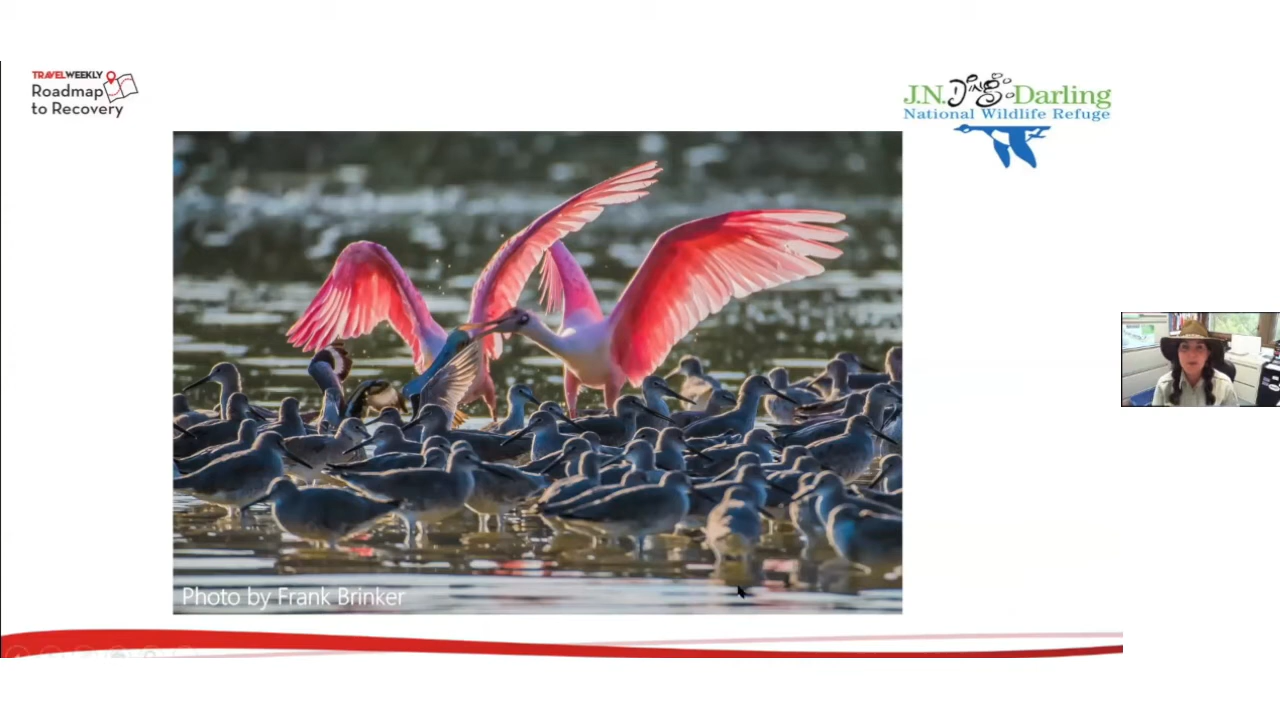 TRAVELWEEKLY
Roadmap
to Recovery
J.N. Ding Darling
National Wildlife Refuge
Photo by Frank Brinker